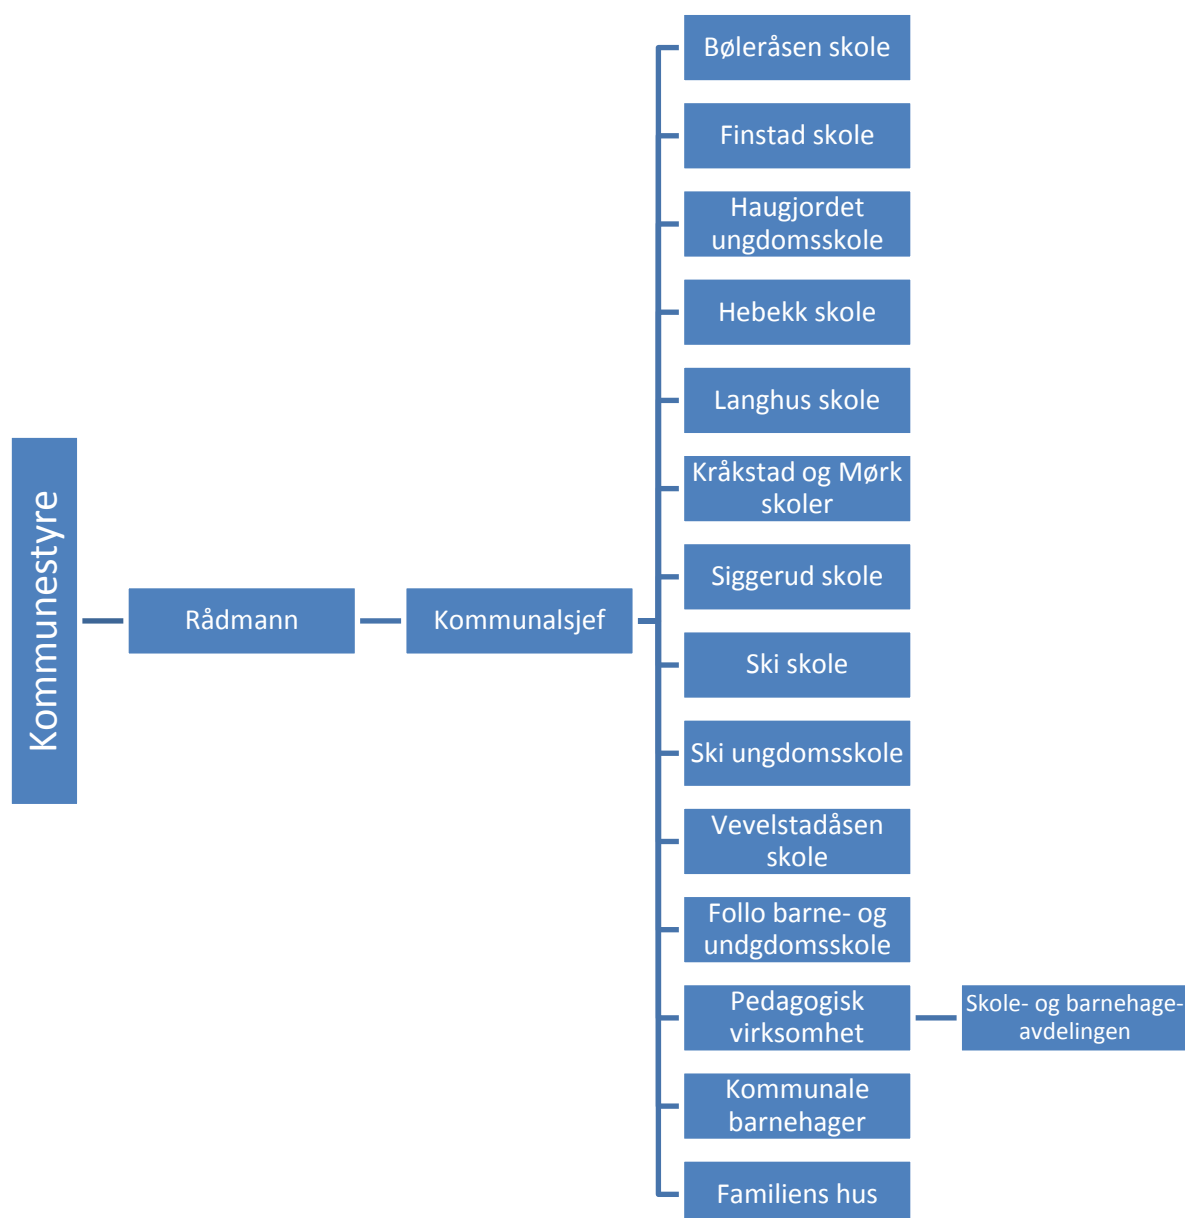 Kommunestyre
Rådmann
Kommunalsjef
Bøleråsen skole
Finstad skole
Haugjordet
ungdomsskole
Hebekk skole
Langhus skole
Kråkstad og Mørk
skoler
Siggerud skole
Ski skole
Ski ungdomsskole
Vevelstadåsen
skole
Follo barne- og
undgdomsskole
Pedagogisk
virksomhet
Skole- og barnehage-
avdelingen
Kommunale
barnehager
Familiens hus